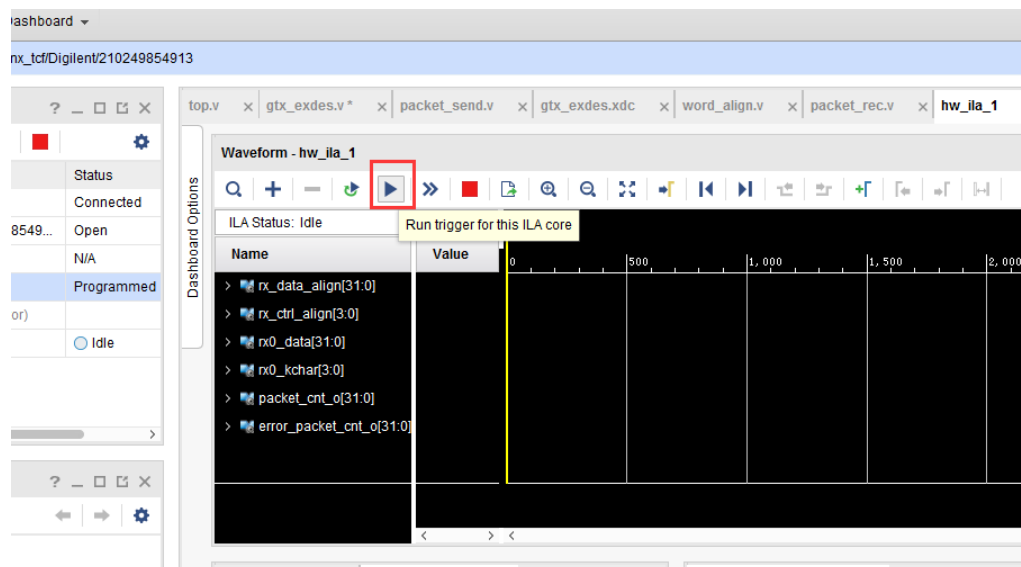 Dashboard
nx_tcf/Digilent/210249854913
top.v
gtx_exdes.v *
packet_send.v
gtx_exdes.xdc
word_align.v
packet_rec.v
hw_ila_1
Waveform - hw_ila_1
Status
Connected
8549... Open
N/A
Programmed
or)
Idle
Dashboard Options
ILA Status: Idle
Run trigger for this ILA core
Name Value
0 500 1,000 1,500 2,000
rx_data_align[31:0]
rx_ctrl_align[3:0]
rx0_data[31:0]
rx0_kchar[3:0]
packet_cnt_o[31:0]
error_packet_cnt_o[31:0]